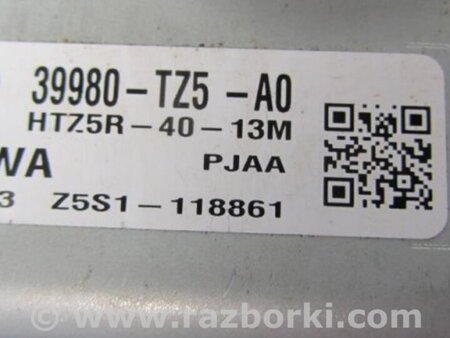 39980-TZ5 -A0
HTZ5R-40-13M
WA PJAA
3 Z5S1-118861
© www.razborki.com